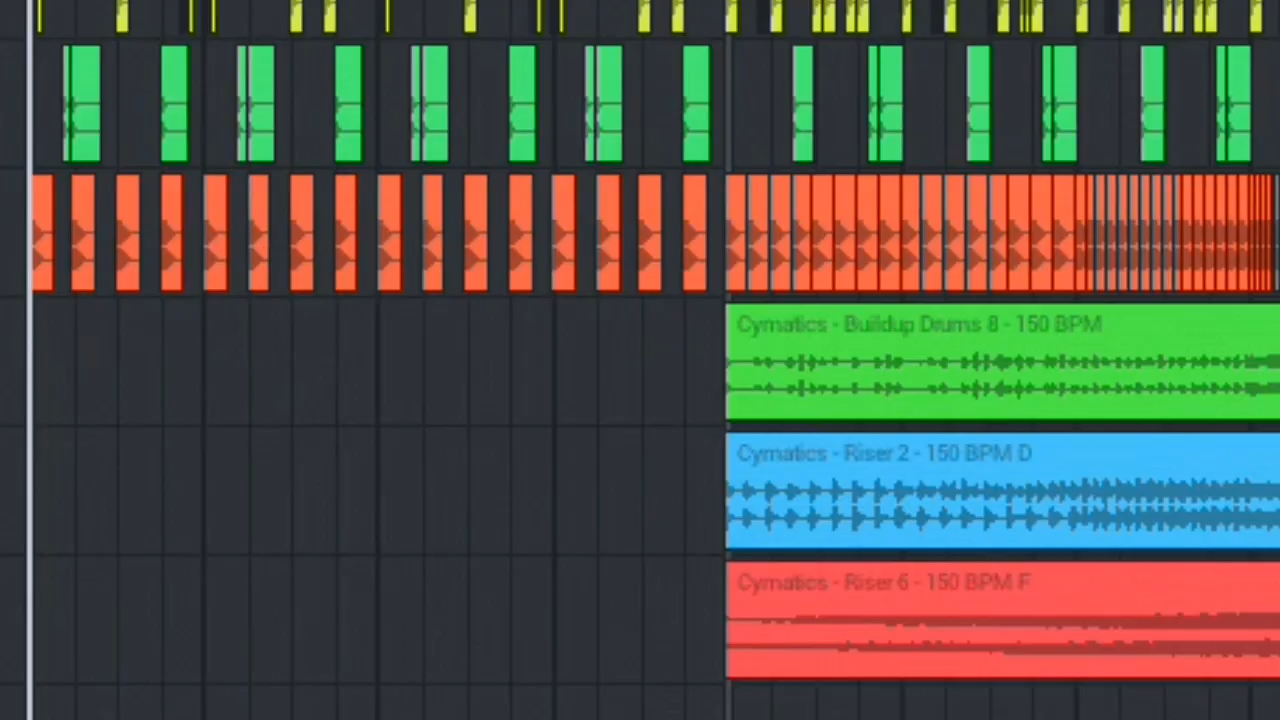 Cymatics - Buildup Drums 8 - 150 BPM
Cymatics - Riser 2 - 150 BPM D
Cymatics - Riser 6 - 150 BPM F